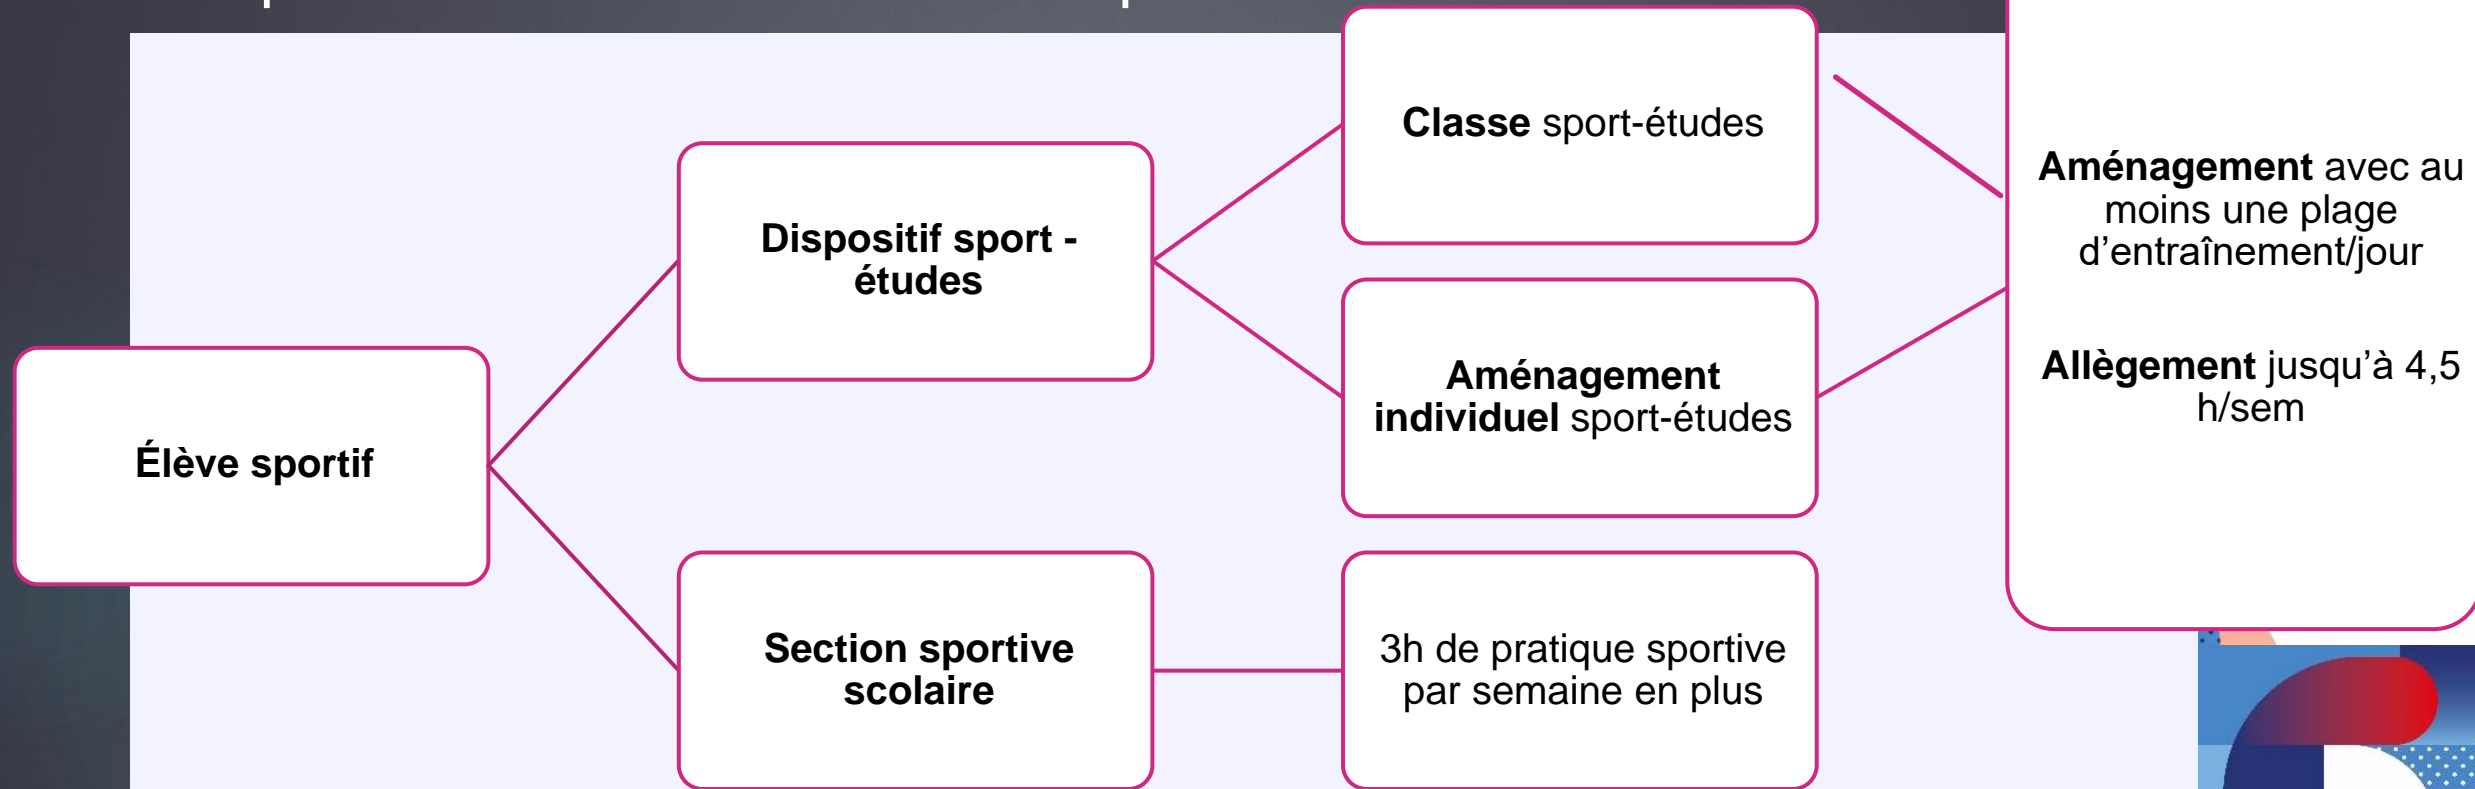 Élève sportif
Dispositif sport -
études
Section sportive
scolaire
Classe sport-études
Aménagement
individuel sport-études
3h de pratique sportive
par semaine en plus
Aménagement avec au
moins une plage
d’entraînement/jour
Allègement jusqu’à 4,5
h/sem